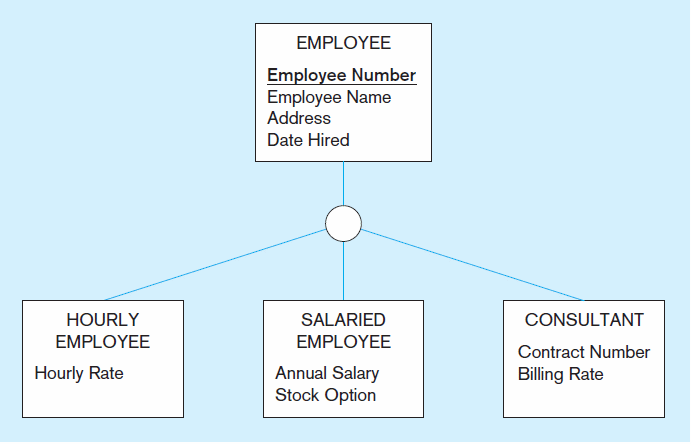 EMPLOYEE
Employee Number
Employee Name
Address
Date Hired
HOURLY
EMPLOYEE
Hourly Rate
SALARIED
EMPLOYEE
Annual Salary
Stock Option
CONSULTANT
Contract Number
Billing Rate